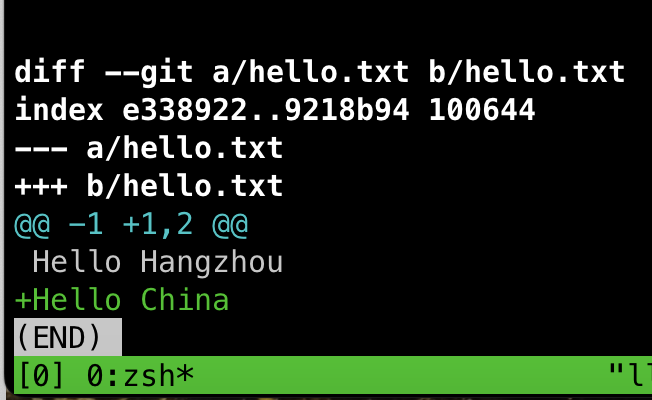 diff --git a/hello.txt b/hello.txt
index e338922..9218b94 100644
--- a/hello.txt
+++ b/hello.txt
@@ -1 +1,2 @@
 Hello Hangzhou
+Hello China
(END)
[0] 0:zsh* "ll